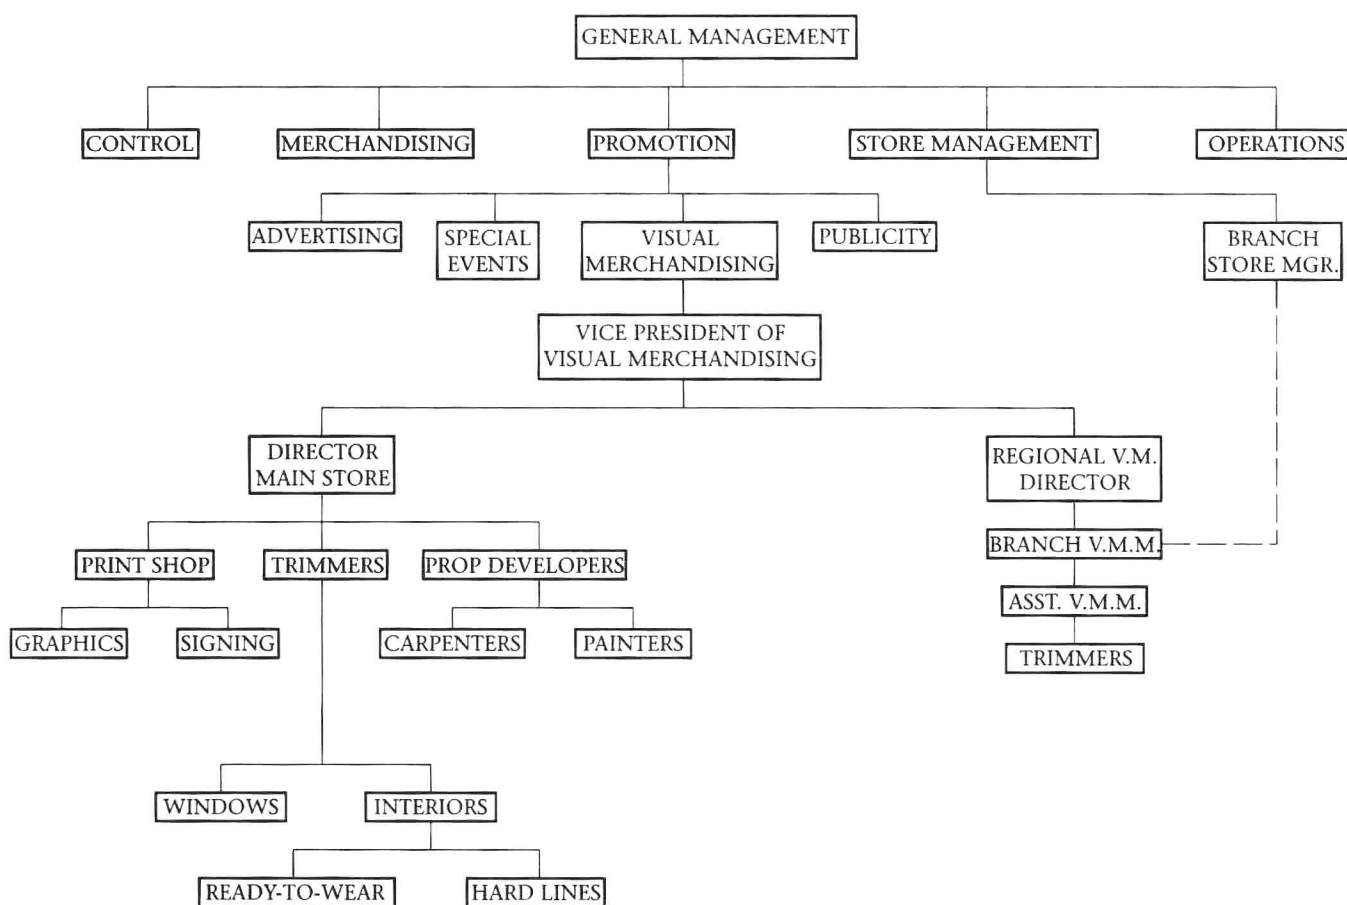 GENERAL MANAGEMENT
CONTROL
MERCHANDISING
PROMOTION
STORE MANAGEMENT
OPERATIONS
ADVERTISING
SPECIAL
EVENTS
VISUAL
MERCHANDISING
PUBLICITY
BRANCH
STORE MGR.
VICE PRESIDENT OF
VISUAL MERCHANDISING
DIRECTOR
MAIN STORE
REGIONAL V.M.
DIRECTOR
PRINT SHOP
TRIMMERS
PROP DEVELOPERS
BRANCH V.M.M.
GRAPHICS
SIGNING
CARPENTERS
PAINTERS
ASST. V.M.M.
TRIMMERS
WINDOWS
INTERIORS
READY-TO-WEAR
HARD LINES